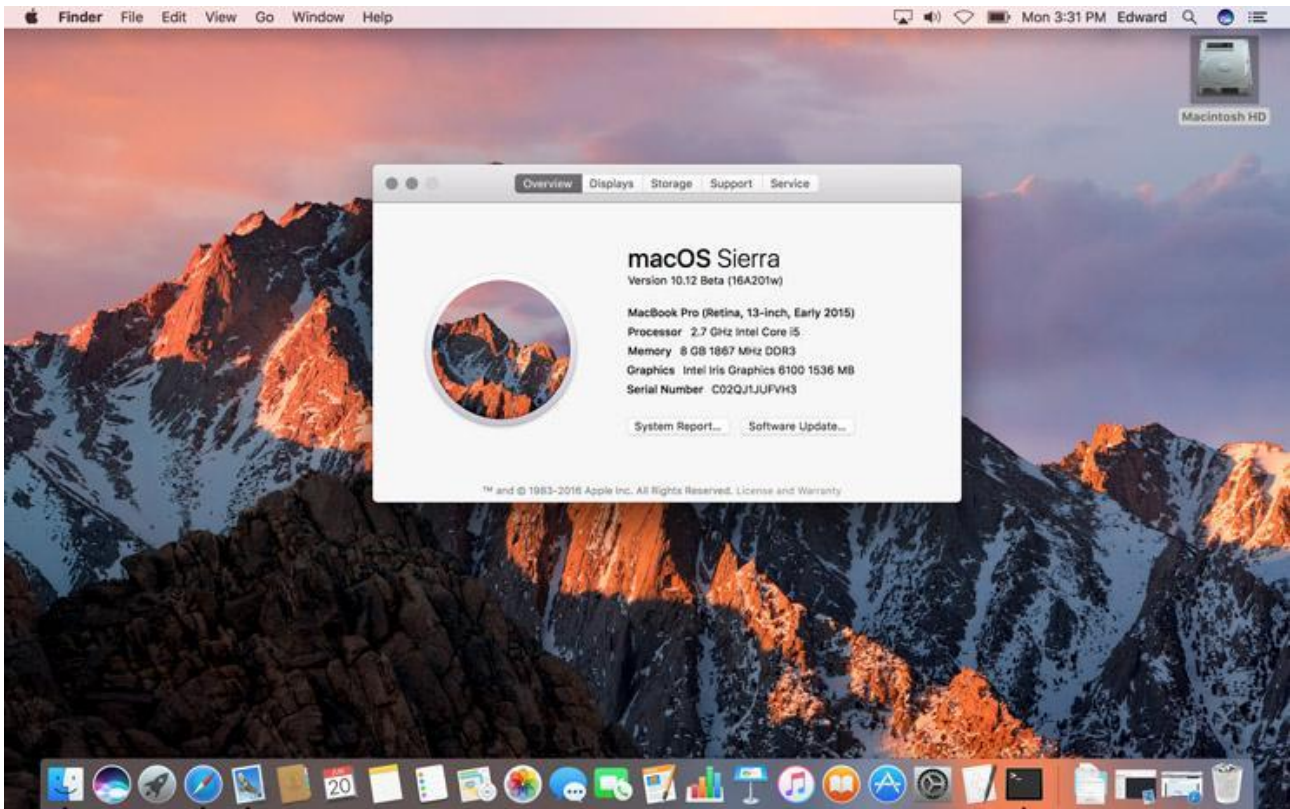 Finder File Edit View Go Window Help Mon 3:31 PM Edward
Macintosh HD
Overview Displays Storage Support Service
macOS Sierra
Version 10.12 Beta (16A201w)
MacBook Pro (Retina, 13-inch, Early 2015)
Processor 2.7 GHz Intel Core i5
Memory 8 GB 1867 MHz DDR3
Graphics Intel Iris Graphics 6100 1536 MB
Serial Number C02QJ1JUFVH3
System Report... Software Update...
™ and © 1983-2016 Apple Inc. All Rights Reserved. License and Warranty
20